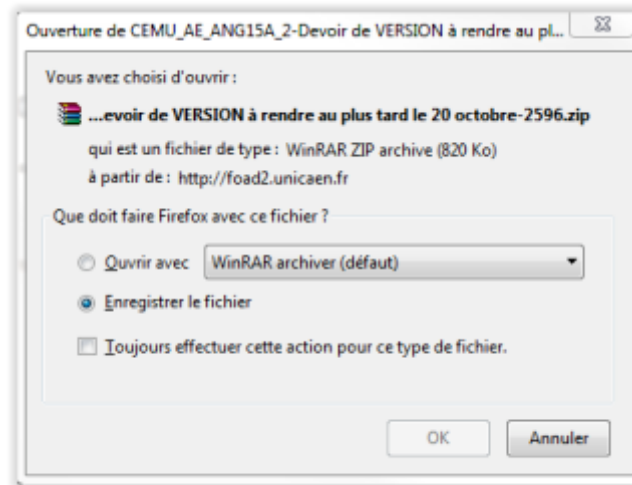 Ouverture de CEMU_AE_ANG15A_2-Devoir de VERSION à rendre au pl...
Vous avez choisi d'ouvrir :
...evoir de VERSION à rendre au plus tard le 20 octobre-2596.zip
qui est un fichier de type : WinRAR ZIP archive (820 Ko)
à partir de : http://foad2.unicaen.fr
Que doit faire Firefox avec ce fichier ?
Ouvrir avec WinRAR archiver (défaut)
Enregistrer le fichier
Toujours effectuer cette action pour ce type de fichier.
OK Annuler